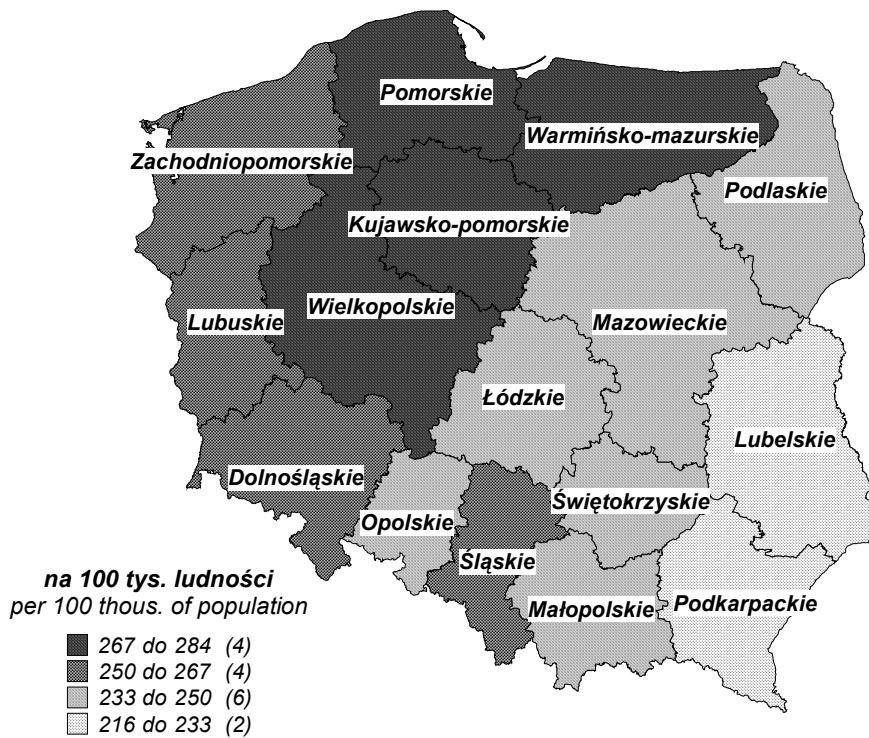 Pomorskie
Warmińsko-mazurskie
Zachodniopomorskie
Podlaskie
Kujawsko-pomorskie
Wielkopolskie
Lubuskie
Mazowieckie
Łódzkie
Lubelskie
Dolnośląskie
Świętokrzyskie
Opolskie
Śląskie
Małopolskie
Podkarpackie
na 100 tys. ludności
per 100 thous. of population
267 do 284 (4)
250 do 267 (4)
233 do 250 (6)
216 do 233 (2)